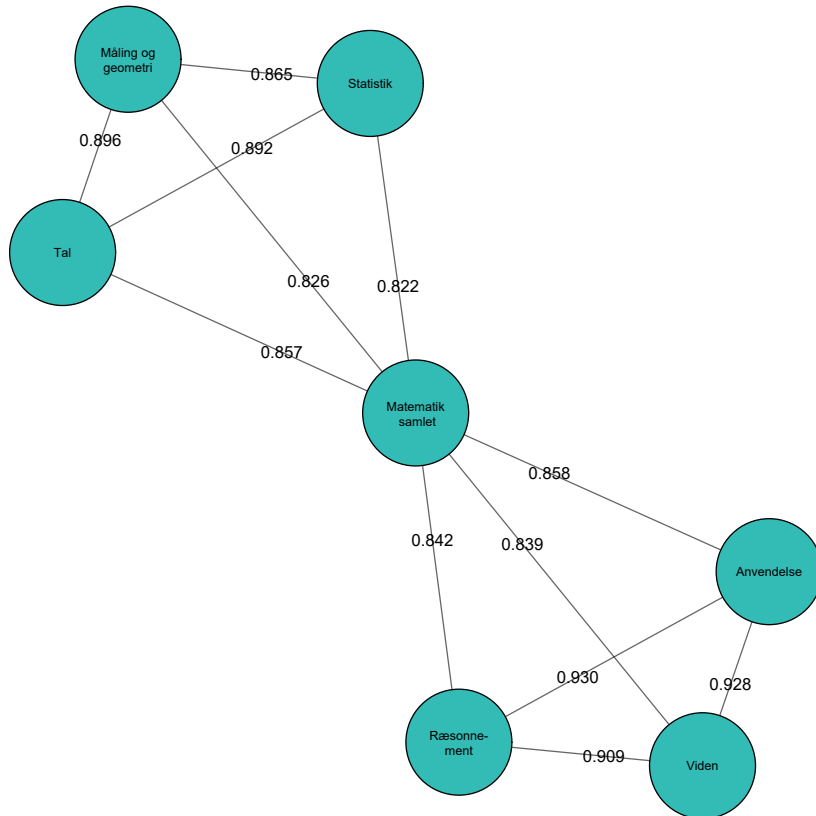 Måling og
geometri
0.865
Statistik
0.896
0.892
Tal
0.826
0.822
0.857
Matematik
samlet
0.858
0.842
0.839
Anvendelse
0.930
0.928
Ræsonne-
ment
0.909
Viden